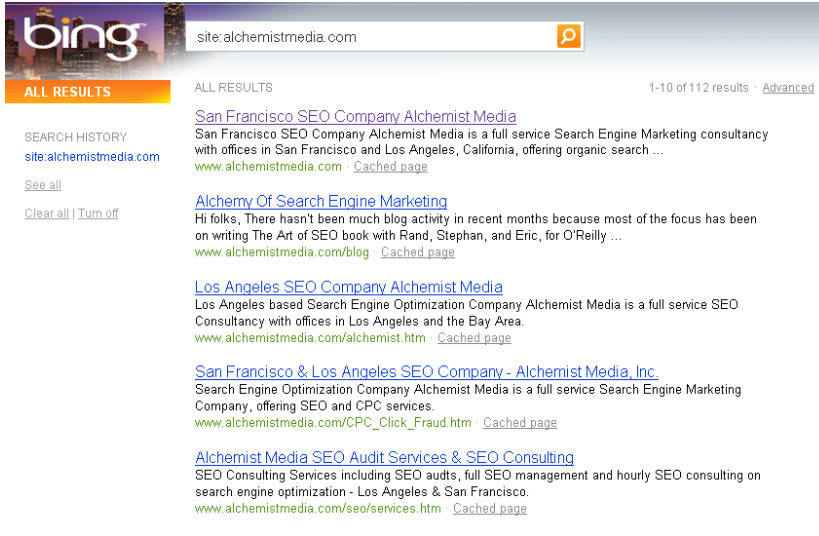 bing™
site:alchemistmedia.com
ALL RESULTS
SEARCH HISTORY
site:alchemistmedia.com
See all
Clear all | Turn off
ALL RESULTS
1-10 of 112 results · Advanced
San Francisco SEO Company Alchemist Media
San Francisco SEO Company Alchemist Media is a full service Search Engine Marketing consultancy
with offices in San Francisco and Los Angeles, California, offering organic search ...
www.alchemistmedia.com · Cached page
Alchemy Of Search Engine Marketing
Hi folks, There hasn't been much blog activity in recent months because most of the focus has been
on writing The Art of SEO book with Rand, Stephan, and Eric, for O'Reilly ...
www.alchemistmedia.com/blog · Cached page
Los Angeles SEO Company Alchemist Media
Los Angeles based Search Engine Optimization Company Alchemist Media is a full service SEO
Consultancy with offices in Los Angeles and the Bay Area.
www.alchemistmedia.com/alchemist.htm · Cached page
San Francisco & Los Angeles SEO Company - Alchemist Media, Inc.
Search Engine Optimization Company Alchemist Media is a full service Search Engine Marketing
Company, offering SEO and CPC services.
www.alchemistmedia.com/CPC_Click_Fraud.htm · Cached page
Alchemist Media SEO Audit Services & SEO Consulting
SEO Consulting Services including SEO audts, full SEO management and hourly SEO consulting on
search engine optimization - Los Angeles & San Francisco.
www.alchemistmedia.com/seo/services.htm · Cached page